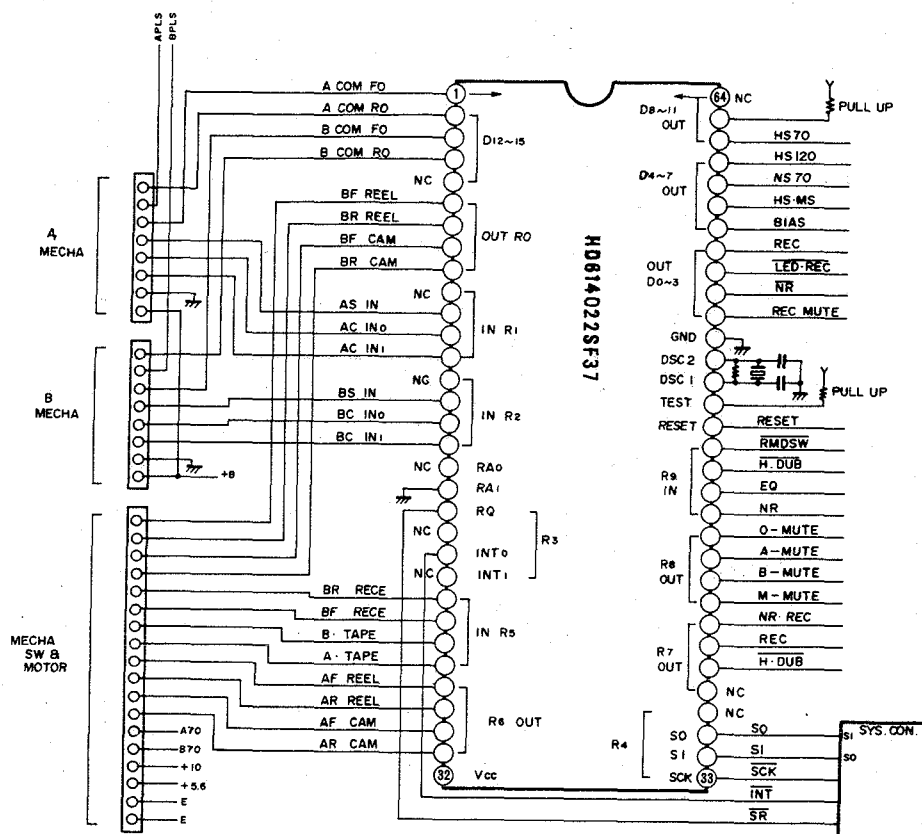 APLS
BPLS
A COM FO
A COM RO
B COM FO
B COM RO
NC
BF REEL
BR REEL
BF CAM
BR CAM
NC
AS IN
AC IN0
AC IN1
NC
BS IN
BC IN0
BC IN1
NC
NC
NC
BR RECE
BF RECE
B · TAPE
A · TAPE
AF REEL
AR REEL
AF CAM
AR CAM
A
MECHA
B
MECHA
+B
MECHA
SW &
MOTOR
A70
B70
+10
+5.6
E
E
1
D12~15
OUT R0
IN R1
IN R2
RA0
RA1
RQ
INT0
INT1
R3
IN R5
R6 OUT
32
Vcc
HD614022SF37
64
NC
D8~11
OUT
PULL UP
HS70
D4~7
OUT
HS120
NS70
HS·MS
BIAS
OUT
D0~3
REC
LED·REC
NR
REC MUTE
GND
DSC 2
DSC 1
TEST
PULL UP
RESET
RESET
R9
IN
RMDSW
H.DUB
EQ
NR
R8
OUT
O-MUTE
A-MUTE
B-MUTE
M-MUTE
R7
OUT
NR·REC
REC
H·DUB
NC
NC
R4
SO
SO
SI
SI
SCK
33
SCK
INT
SR
SYS.CON.
SI
SO